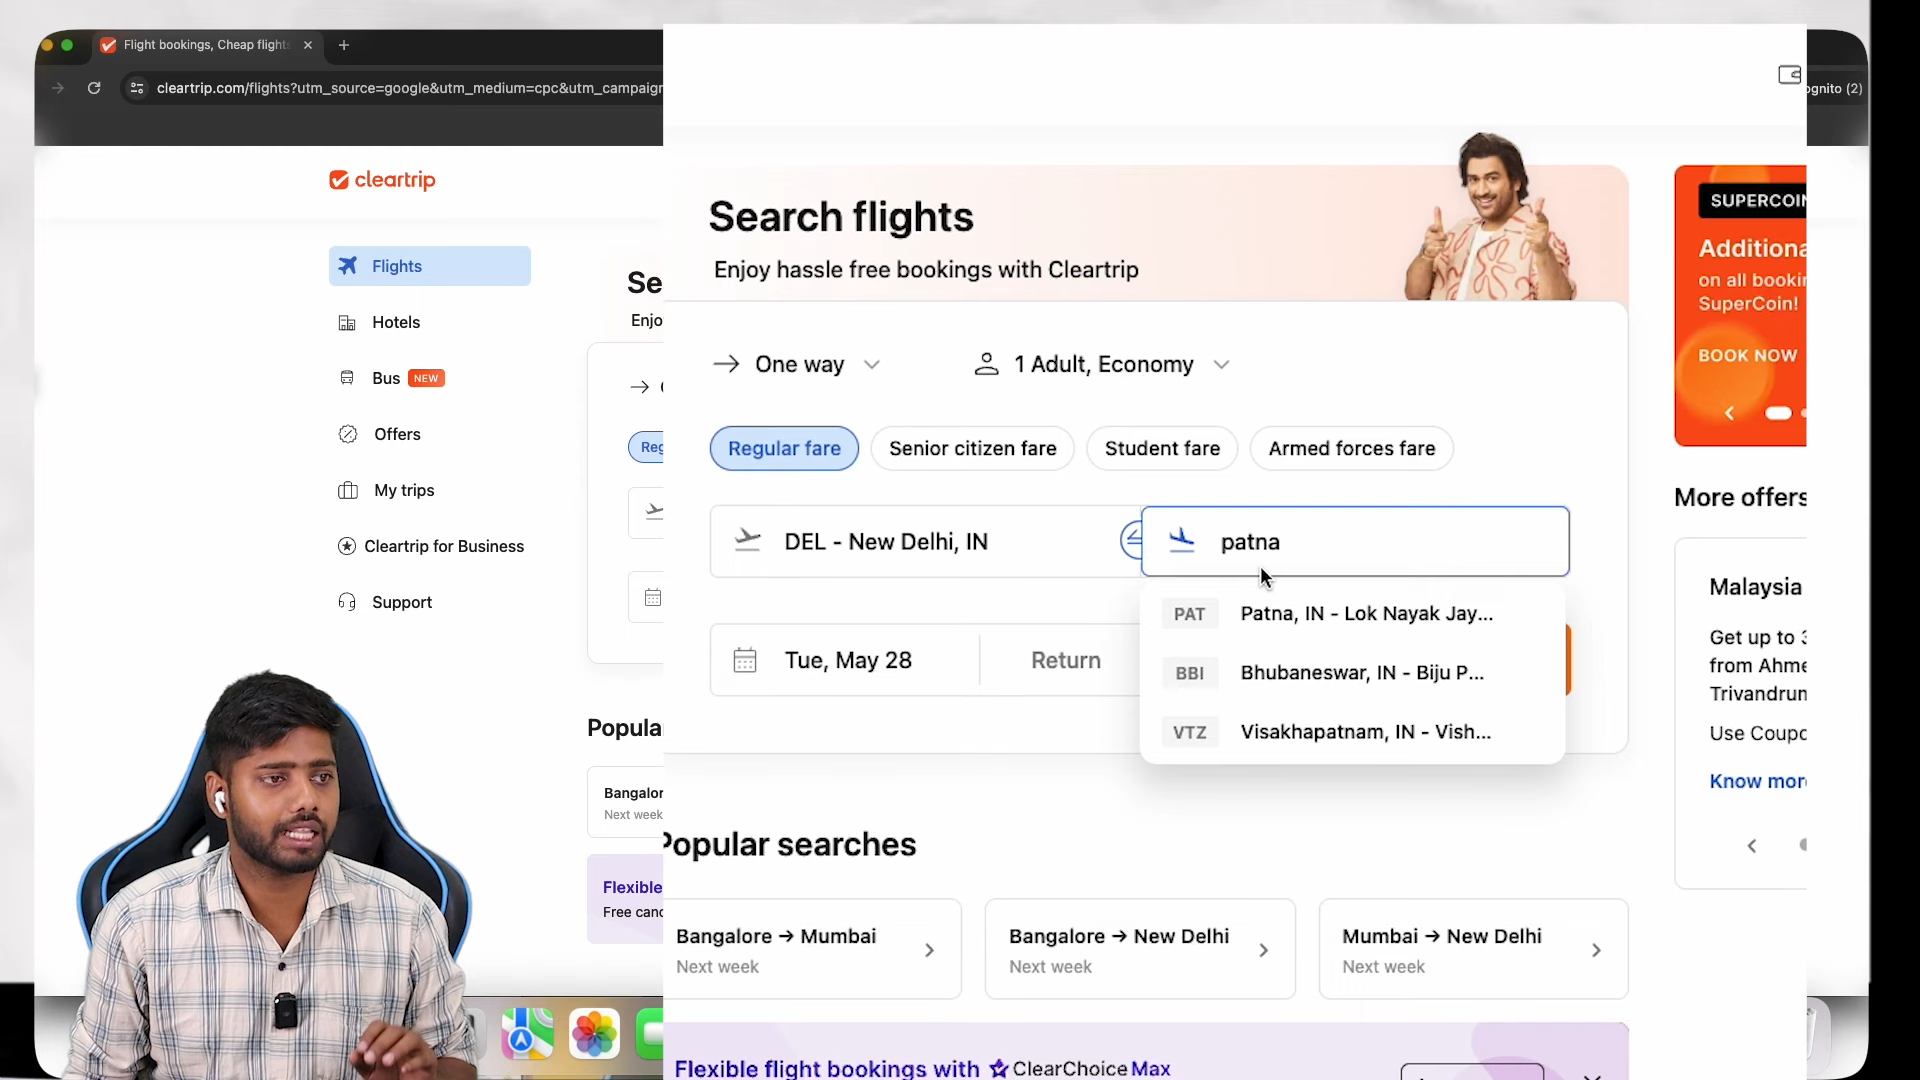 Flight bookings, Cheap flight
cleartrip.com/flights?utm_source=google&utm_medium=cpc&utm_campaign
ognito (2)
cleartrip
Flights
Hotels
Bus NEW
Offers
My trips
Cleartrip for Business
Support
Se
Enjo
Reg
Popula
Bangalor
Next week
Flexible
Free canc
Search flights
Enjoy hassle free bookings with Cleartrip
One way
1 Adult, Economy
Regular fare
Senior citizen fare
Student fare
Armed forces fare
DEL - New Delhi, IN
patna
PAT Patna, IN - Lok Nayak Jay...
BBI Bhubaneswar, IN - Biju P...
VTZ Visakhapatnam, IN - Vish...
Tue, May 28
Return
Popular searches
Bangalore → Mumbai
Next week
Bangalore → New Delhi
Next week
Mumbai → New Delhi
Next week
Flexible flight bookings with ClearChoice Max
SUPERCOIN
Additiona
on all bookin
SuperCoin!
BOOK NOW
More offers
Malaysia
Get up to 3
from Ahme
Trivandrun
Use Coupo
Know more